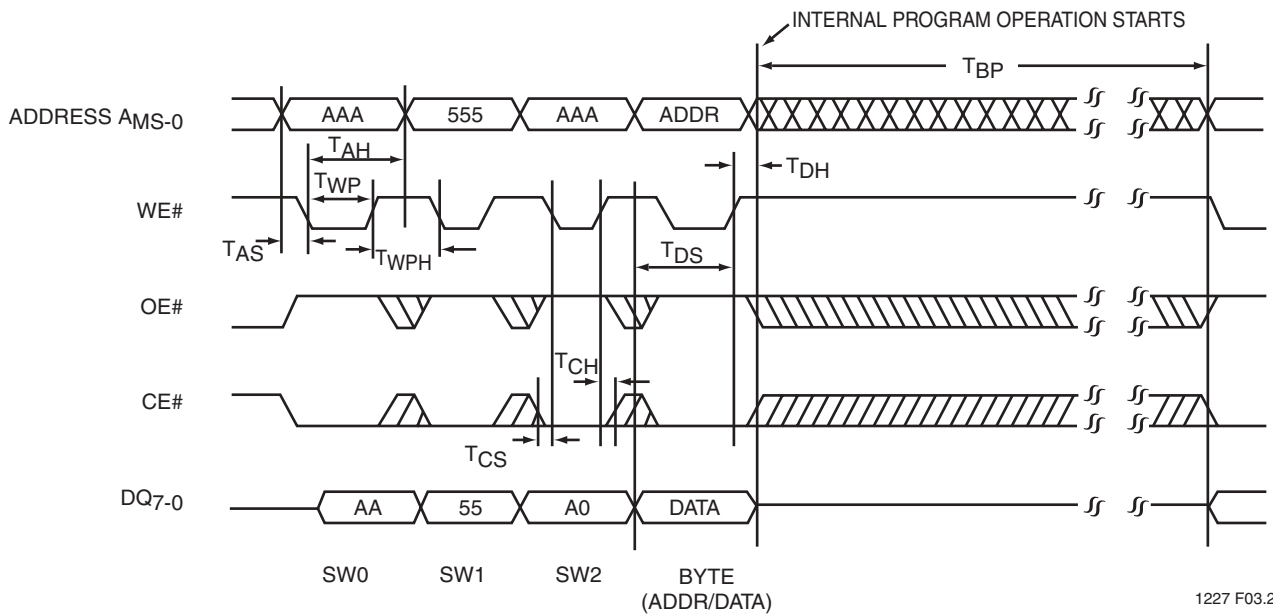 INTERNAL PROGRAM OPERATION STARTS
TBP
ADDRESS AMS-0
AAA
555
AAA
ADDR
TAH
TDH
TWP
WE#
TAS
TWPH
TDS
OE#
TCH
CE#
TCS
DQ7-0
AA
55
A0
DATA
SW0
SW1
SW2
BYTE
(ADDR/DATA)
1227 F03.2